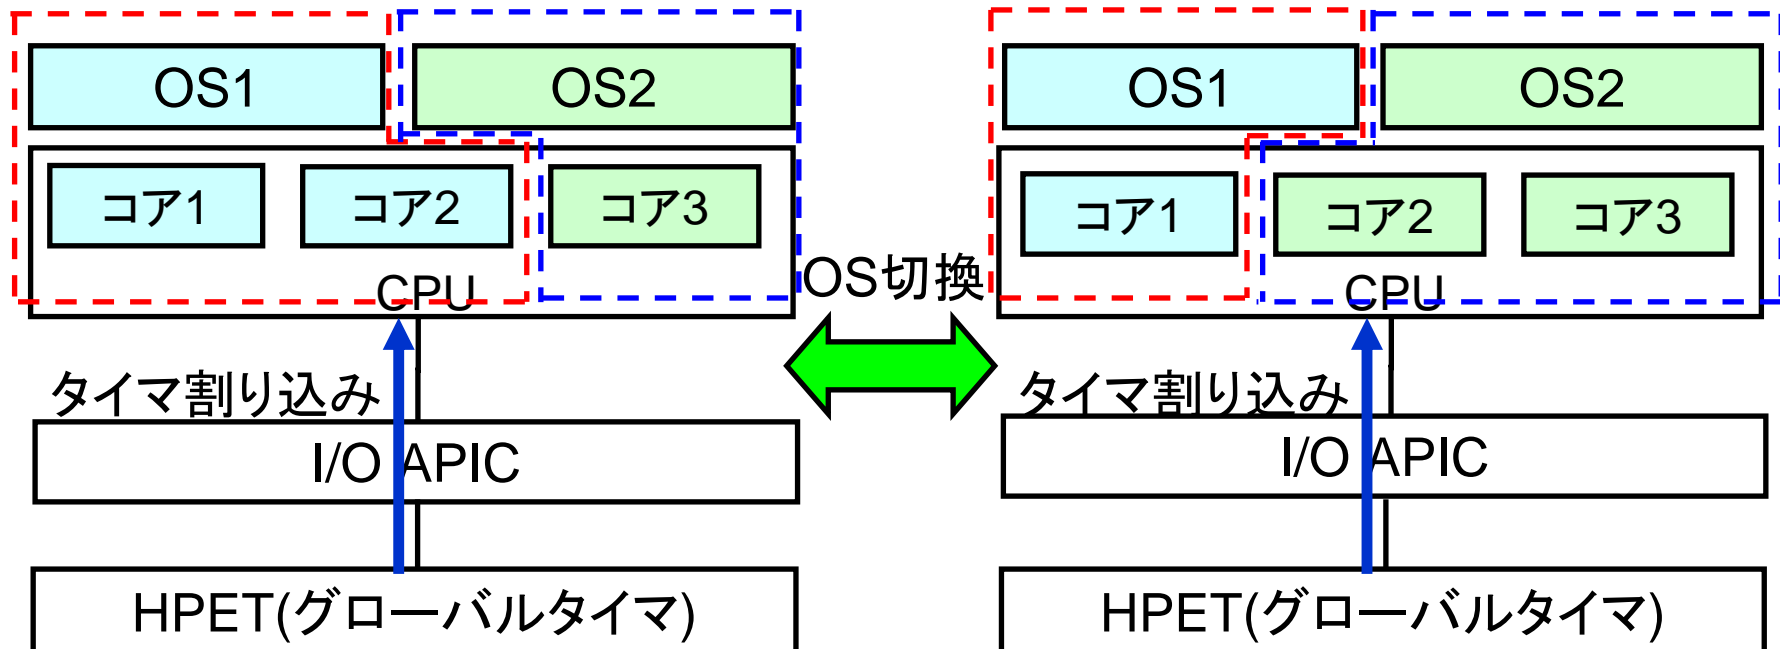 OS1
OS2
コア1
コア2
コア3
CPU
タイマ割り込み
I/O APIC
HPET(グローバルタイマ)
OS切換
OS1
OS2
コア1
コア2
コア3
CPU
タイマ割り込み
I/O APIC
HPET(グローバルタイマ)